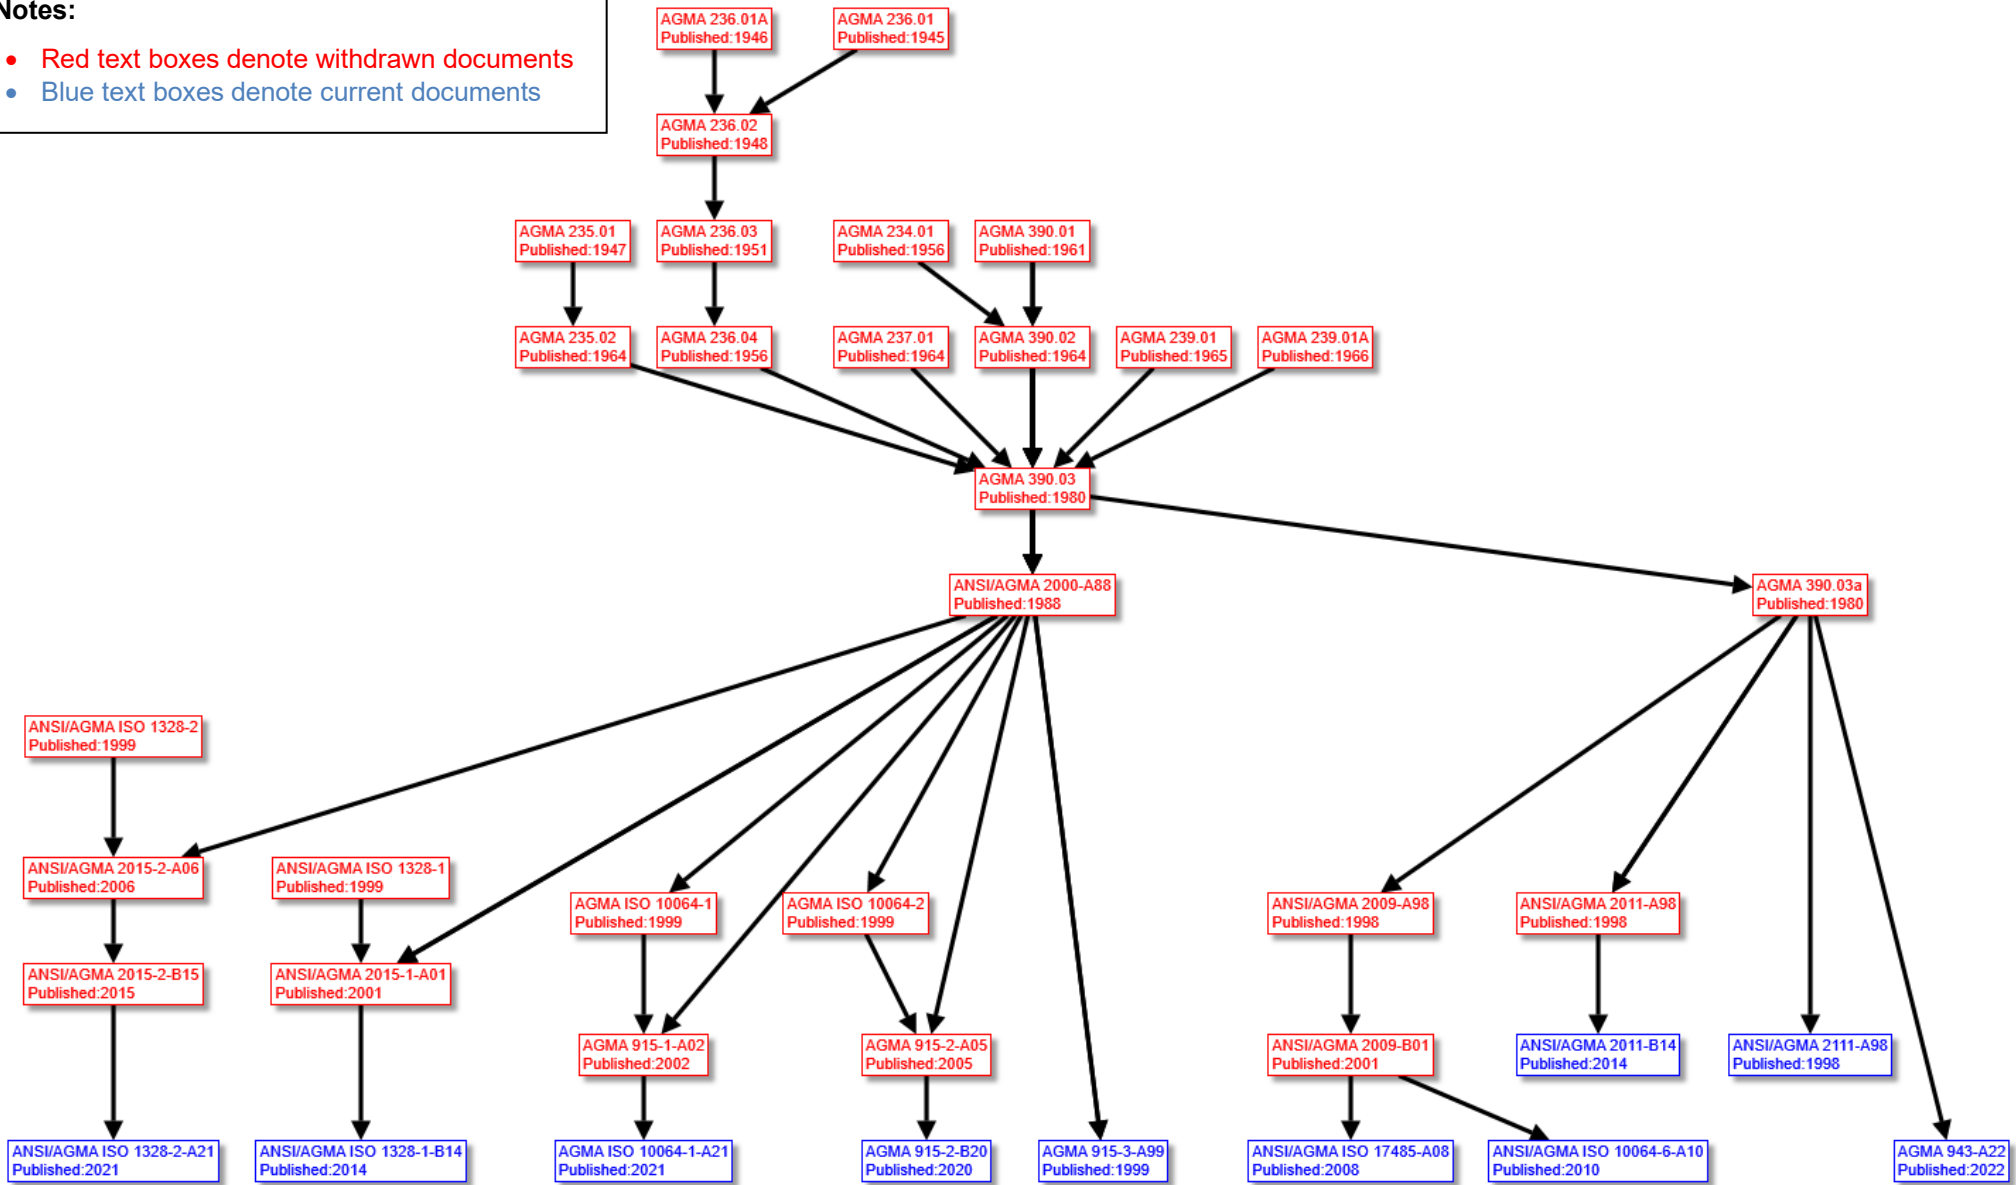 Notes:
• Red text boxes denote withdrawn documents
• Blue text boxes denote current documents
AGMA 236.01A
Published:1946
AGMA 236.01
Published:1945
AGMA 236.02
Published:1948
AGMA 235.01
Published:1947
AGMA 236.03
Published:1951
AGMA 234.01
Published:1956
AGMA 390.01
Published:1961
AGMA 235.02
Published:1964
AGMA 236.04
Published:1956
AGMA 237.01
Published:1964
AGMA 390.02
Published:1964
AGMA 239.01
Published:1965
AGMA 239.01A
Published:1966
AGMA 390.03
Published:1980
ANSI/AGMA 2000-A88
Published:1988
AGMA 390.03a
Published:1980
ANSI/AGMA ISO 1328-2
Published:1999
ANSI/AGMA 2015-2-A06
Published:2006
ANSI/AGMA ISO 1328-1
Published:1999
AGMA ISO 10064-1
Published:1999
AGMA ISO 10064-2
Published:1999
ANSI/AGMA 2009-A98
Published:1998
ANSI/AGMA 2011-A98
Published:1998
ANSI/AGMA 2015-2-B15
Published:2015
ANSI/AGMA 2015-1-A01
Published:2001
AGMA 915-1-A02
Published:2002
AGMA 915-2-A05
Published:2005
ANSI/AGMA 2009-B01
Published:2001
ANSI/AGMA 2011-B14
Published:2014
ANSI/AGMA 2111-A98
Published:1998
ANSI/AGMA ISO 1328-2-A21
Published:2021
ANSI/AGMA ISO 1328-1-B14
Published:2014
AGMA ISO 10064-1-A21
Published:2021
AGMA 915-2-B20
Published:2020
AGMA 915-3-A99
Published:1999
ANSI/AGMA ISO 17485-A08
Published:2008
ANSI/AGMA ISO 10064-6-A10
Published:2010
AGMA 943-A22
Published:2022